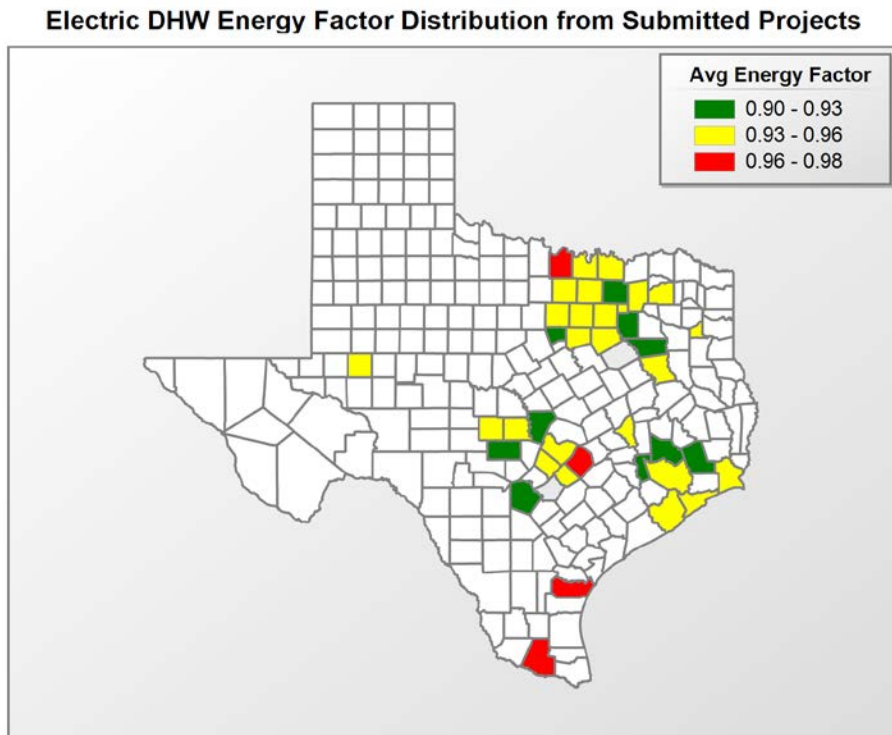 Electric DHW Energy Factor Distribution from Submitted Projects
Avg Energy Factor
0.90 - 0.93
0.93 - 0.96
0.96 - 0.98